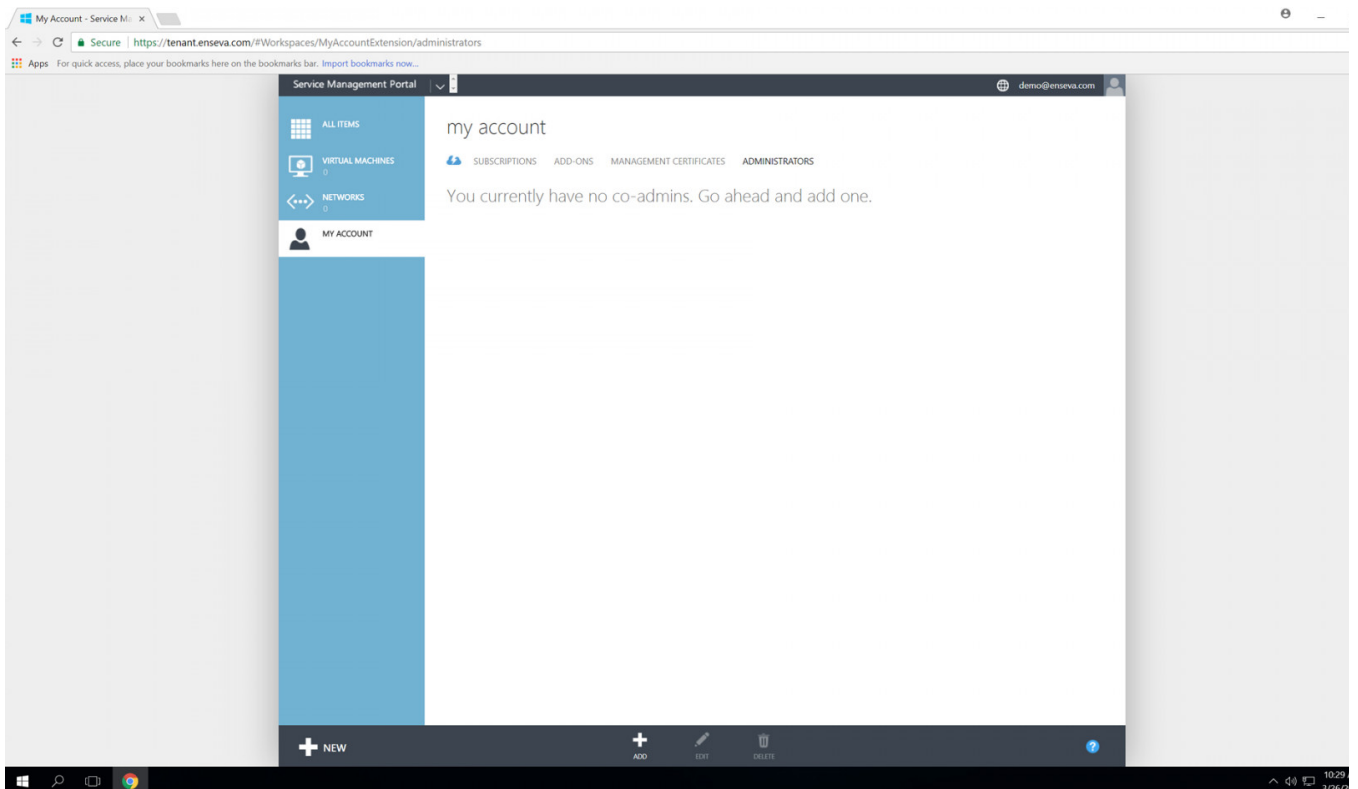 My Account - Service Ma
Secure https://tenant.enseva.com/#Workspaces/MyAccountExtension/administrators
Apps For quick access, place your bookmarks here on the bookmarks bar. Import bookmarks now...
Service Management Portal
demo@enseva.com
ALL ITEMS
VIRTUAL MACHINES
0
NETWORKS
0
MY ACCOUNT
my account
SUBSCRIPTIONS ADD-ONS MANAGEMENT CERTIFICATES ADMINISTRATORS
You currently have no co-admins. Go ahead and add one.
NEW
ADD EDIT DELETE
?
10:29